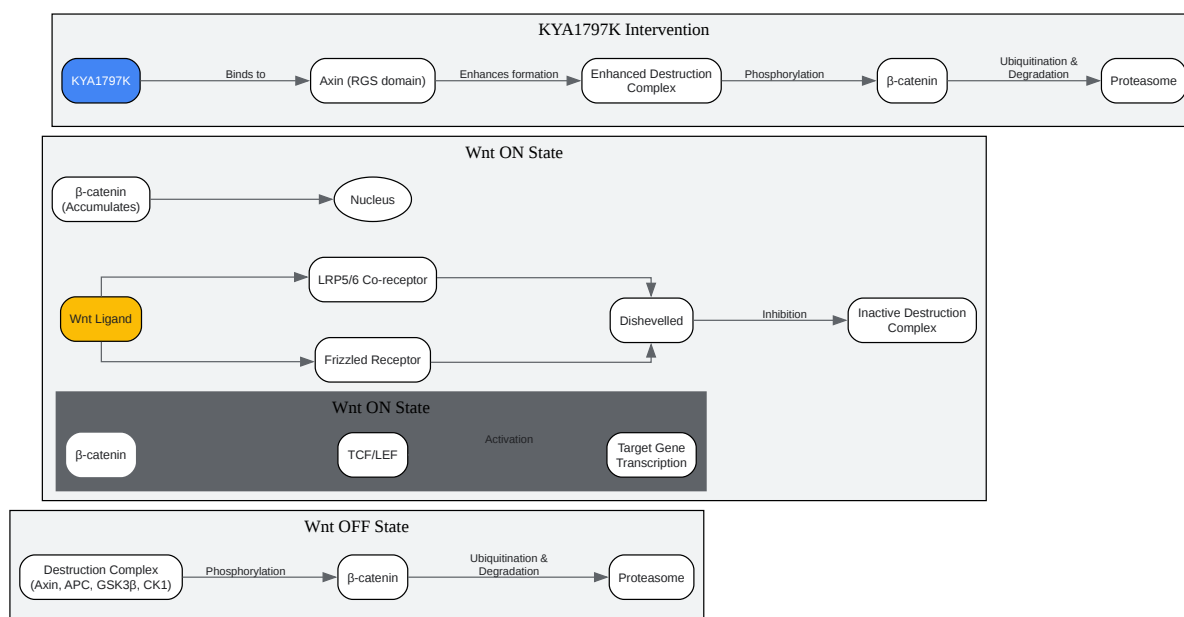 KYA1797K Intervention
KYA1797K
Binds to
Axin (RGS domain)
Enhances formation
Enhanced Destruction
Complex
Phosphorylation
β-catenin
Ubiquitination &
Degradation
Proteasome
Wnt ON State
β-catenin
(Accumulates)
Nucleus
LRP5/6 Co-receptor
Wnt Ligand
Frizzled Receptor
Dishevelled
Inhibition
Inactive Destruction
Complex
Wnt ON State
β-catenin
TCF/LEF
Activation
Target Gene
Transcription
Wnt OFF State
Destruction Complex
(Axin, APC, GSK3β, CK1)
Phosphorylation
β-catenin
Ubiquitination &
Degradation
Proteasome